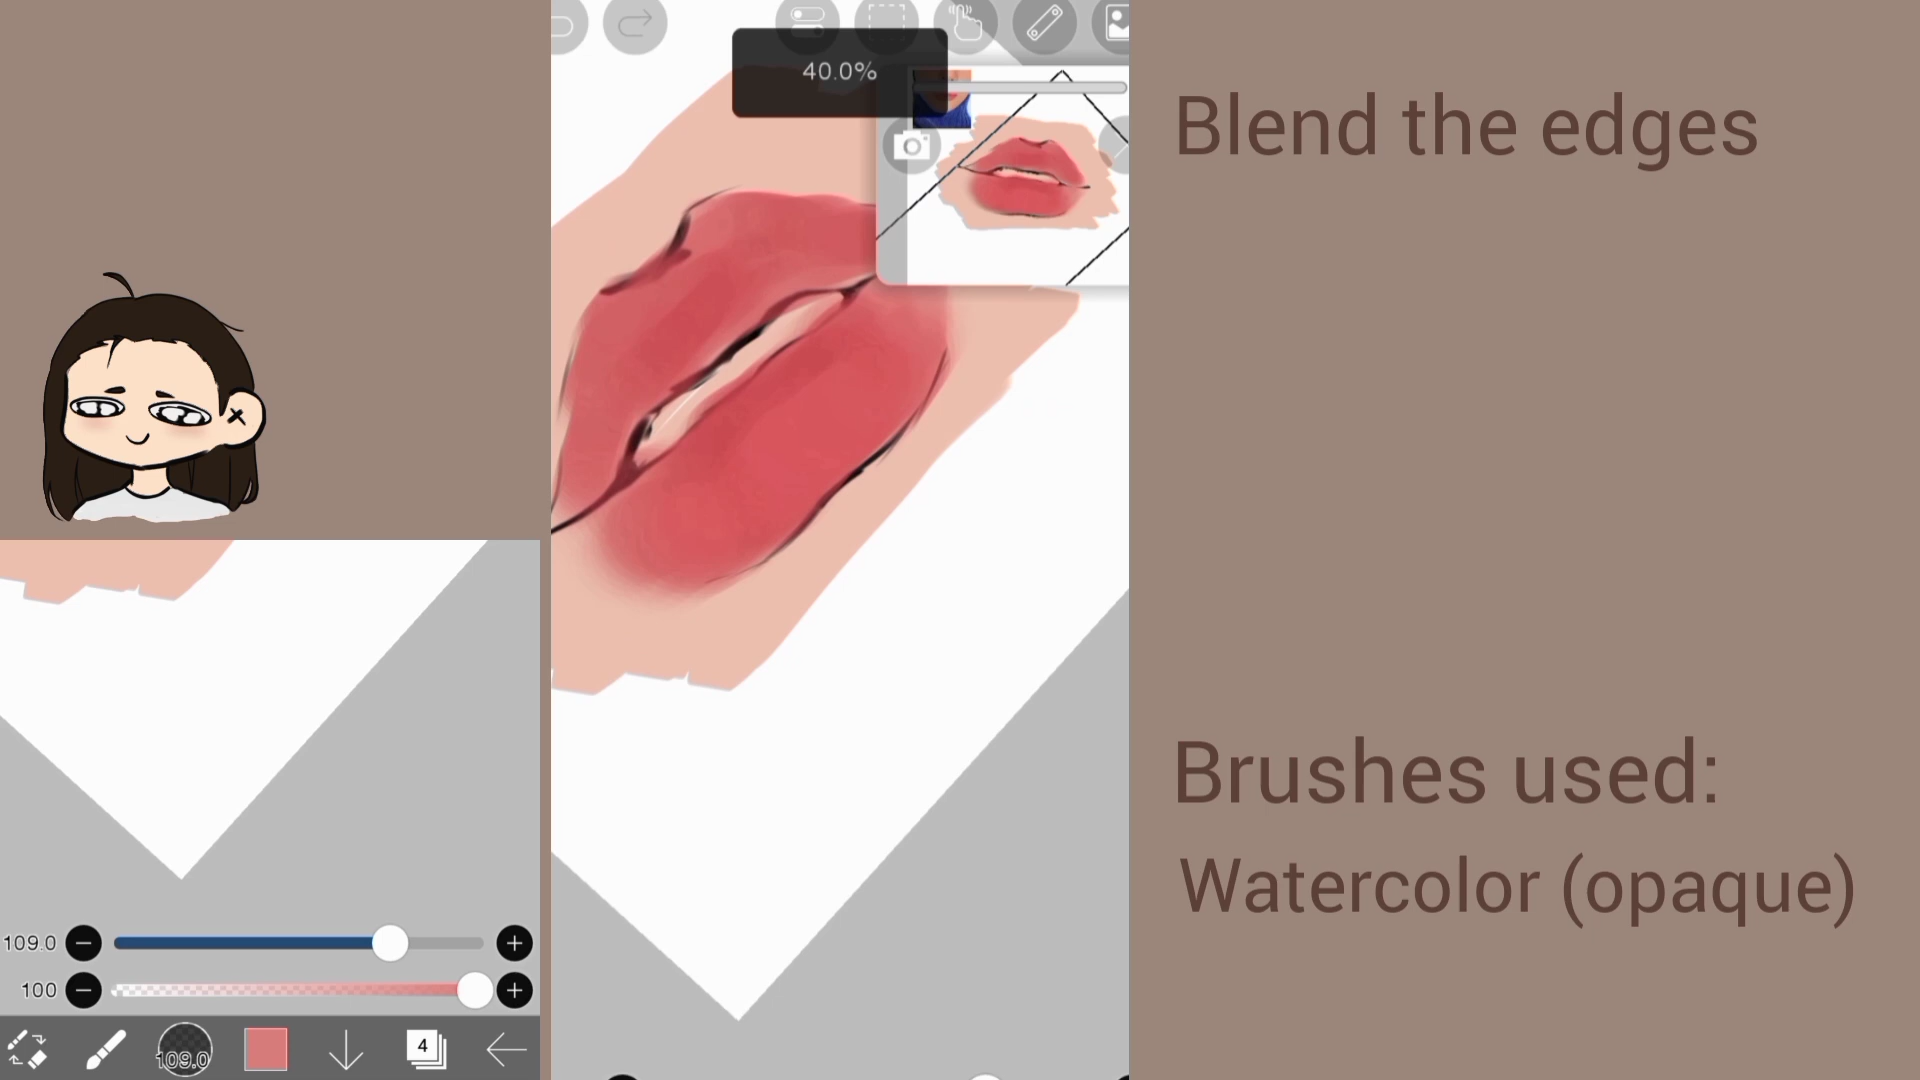 40.0%
Blend the edges
Brushes used:
Watercolor (opaque)
109.0
100
109.0
4